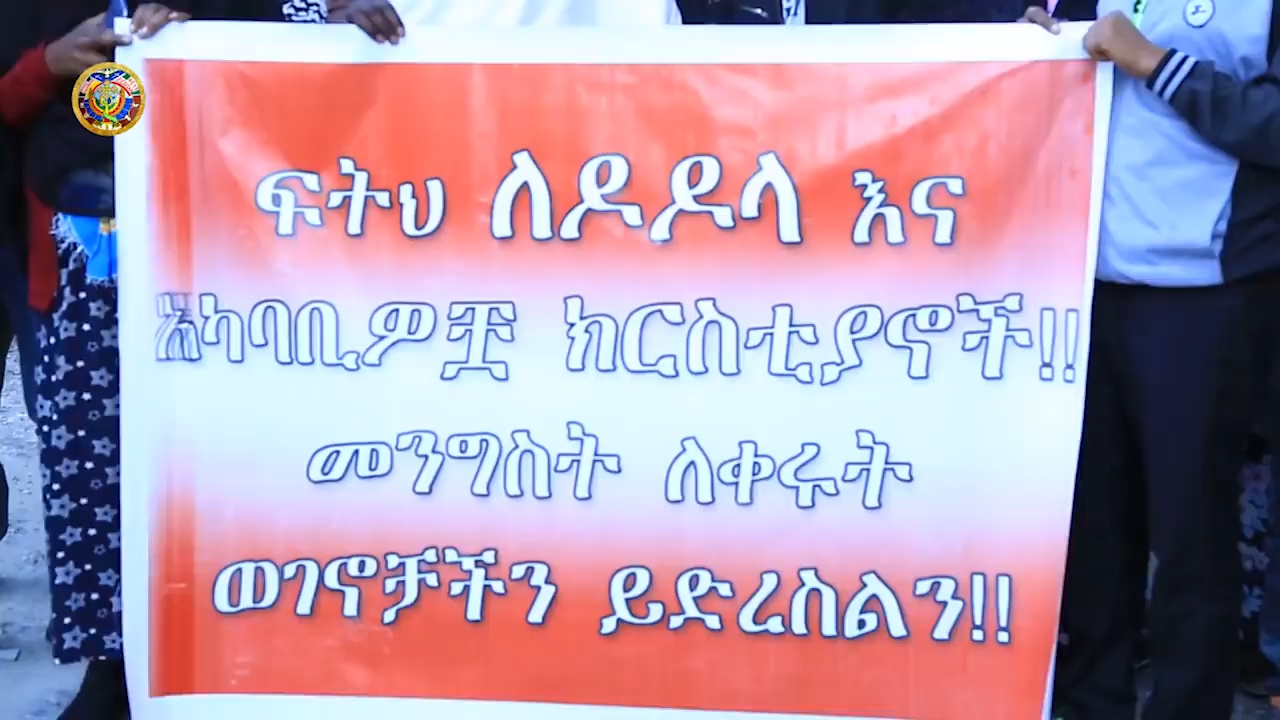 ፍትህ ለዶዶላ እና
አካባቢዎቿ ክርስቲያኖች!!
መንግስት ለቀሩት
ወገኖቻችን ይድረስልን!!